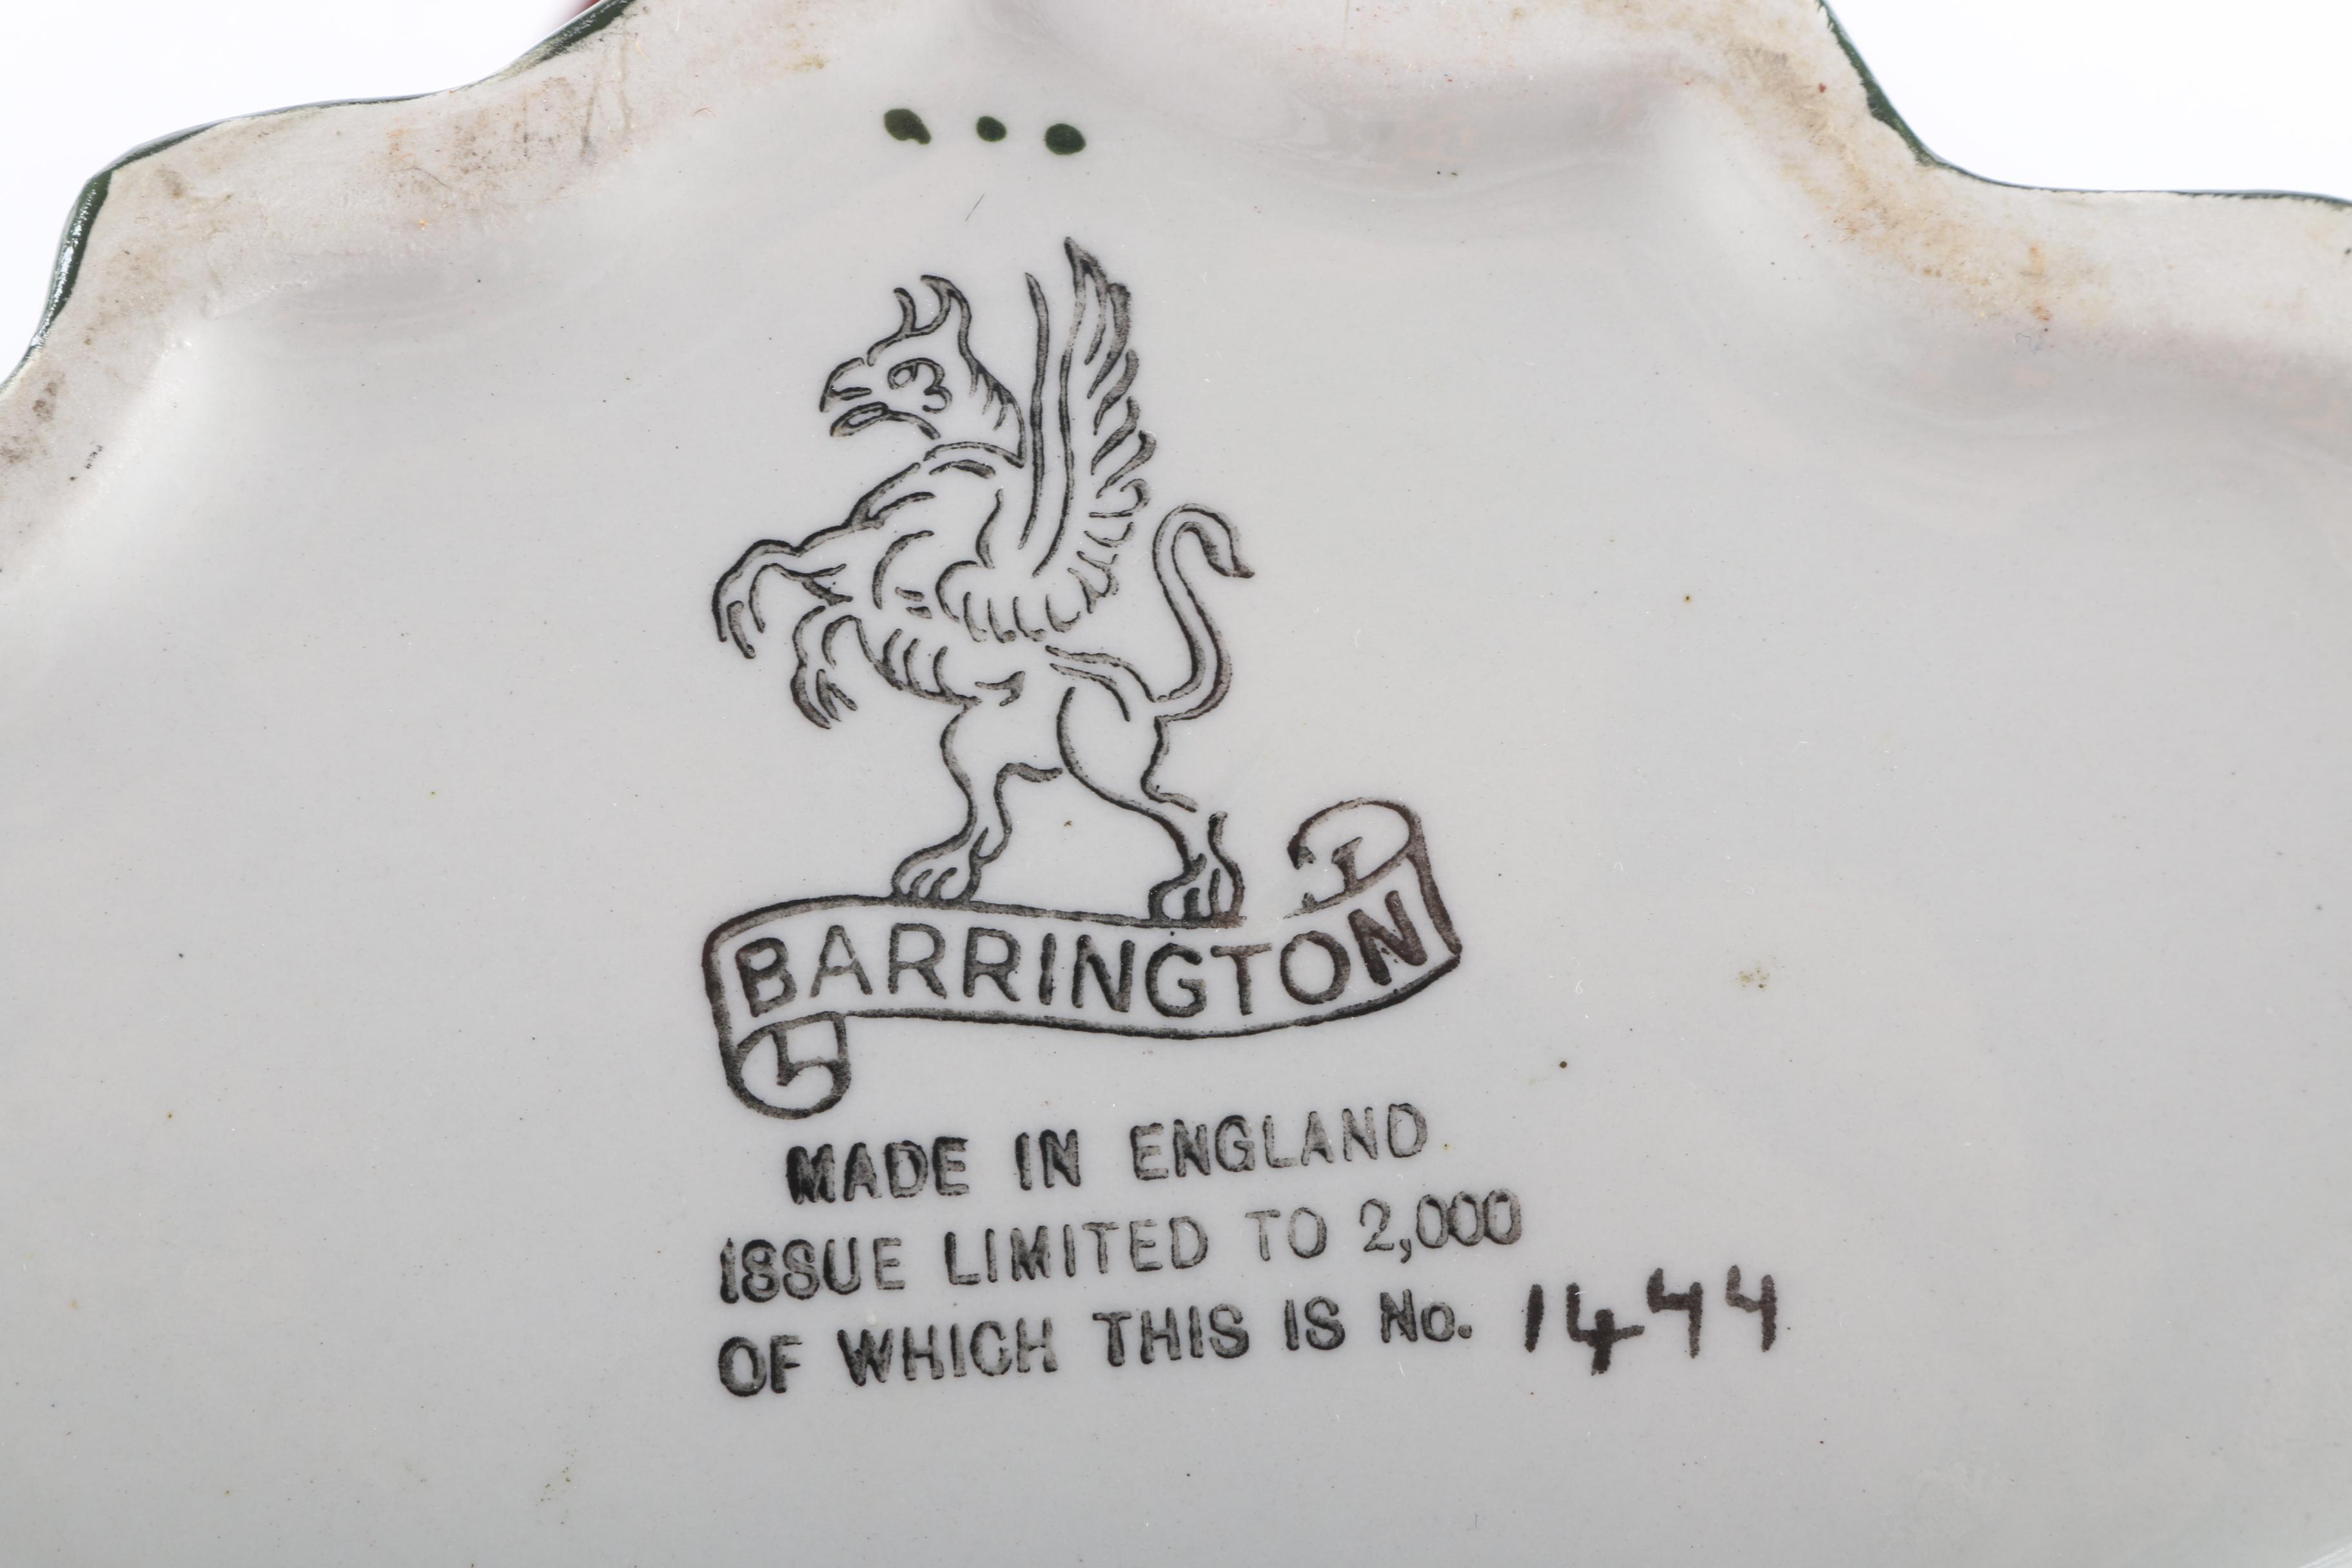 BARRINGTON
MADE IN ENGLAND
ISSUE LIMITED TO 2,000
OF WHICH THIS IS No. 1444